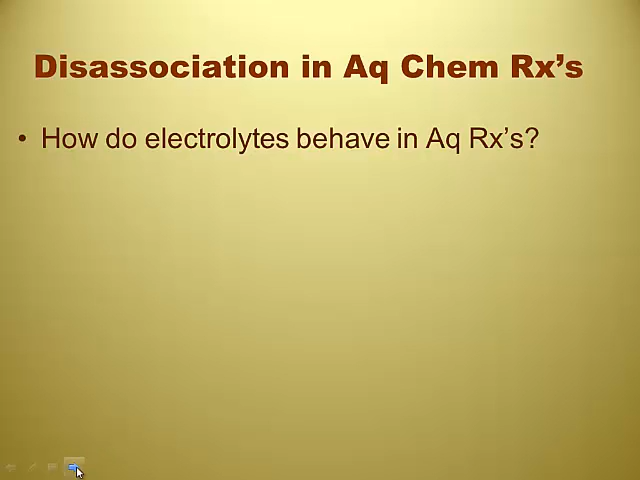 Disassociation in Aq Chem Rx’s
• How do electrolytes behave in Aq Rx’s?